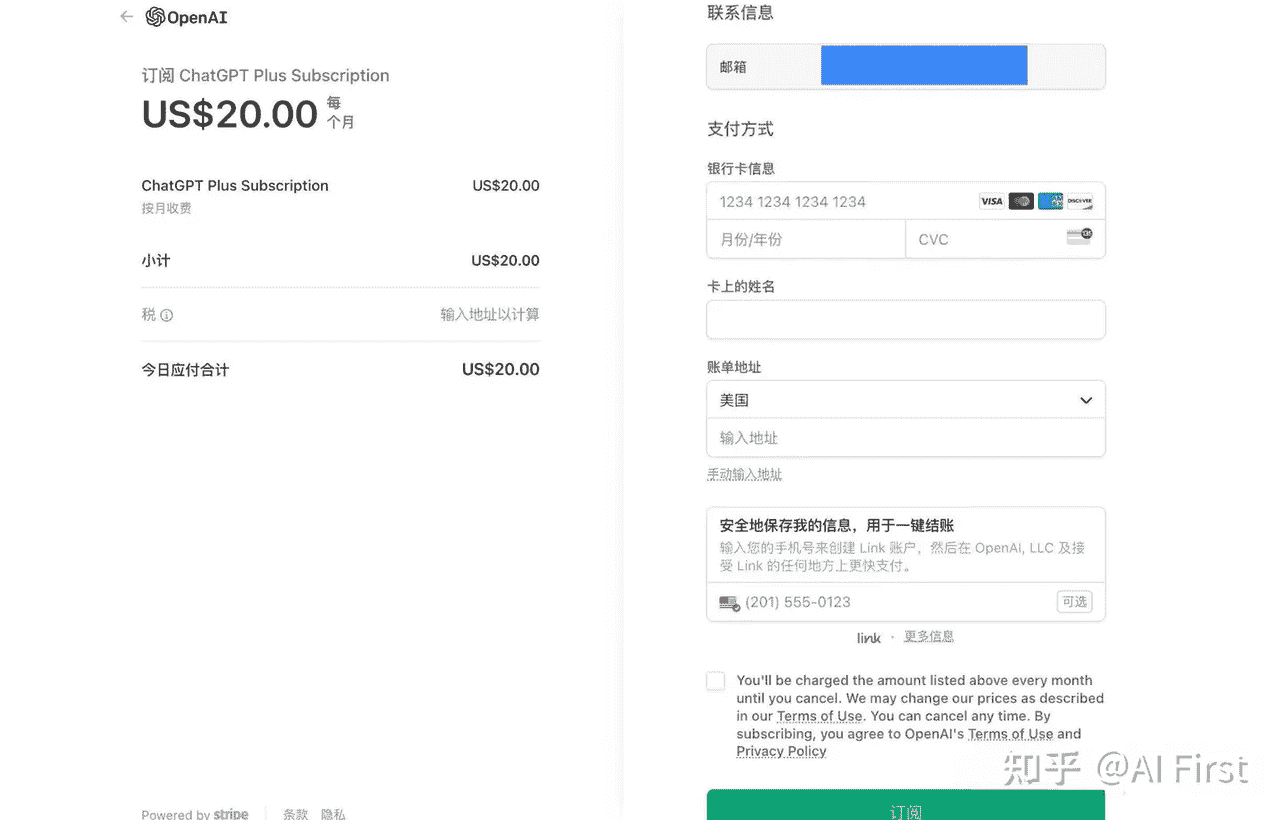 OpenAI
订阅 ChatGPT Plus Subscription
US$20.00 每
个月
ChatGPT Plus Subscription US$20.00
按月收费
小计 US$20.00
税 输入地址以计算
今日应付合计 US$20.00
Powered by stripe 条款 隐私
联系信息
邮箱
支付方式
银行卡信息
1234 1234 1234 1234 VISA DISCOVER
月份/年份 CVC
卡上的姓名
账单地址
美国
输入地址
手动输入地址
安全地保存我的信息，用于一键结账
输入您的手机号来创建 Link 账户，然后在 OpenAI, LLC 及接
受 Link 的任何地方上更快支付。
(201) 555-0123 可选
link · 更多信息
You'll be charged the amount listed above every month
until you cancel. We may change our prices as described
in our Terms of Use. You can cancel any time. By
subscribing, you agree to OpenAI's Terms of Use and
Privacy Policy
知乎 @AI First
订阅